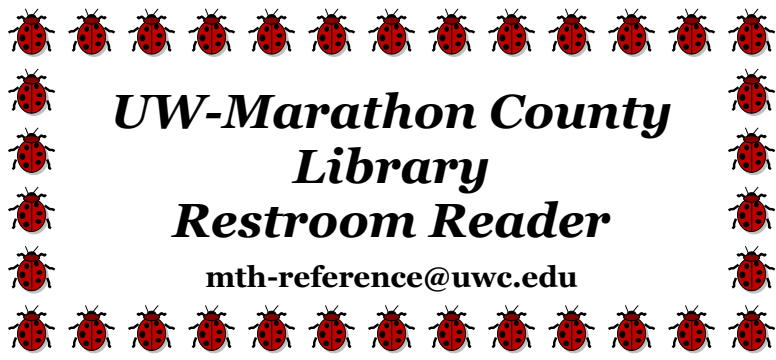 UW-Marathon County
Library
Restroom Reader
mth-reference@uwc.edu